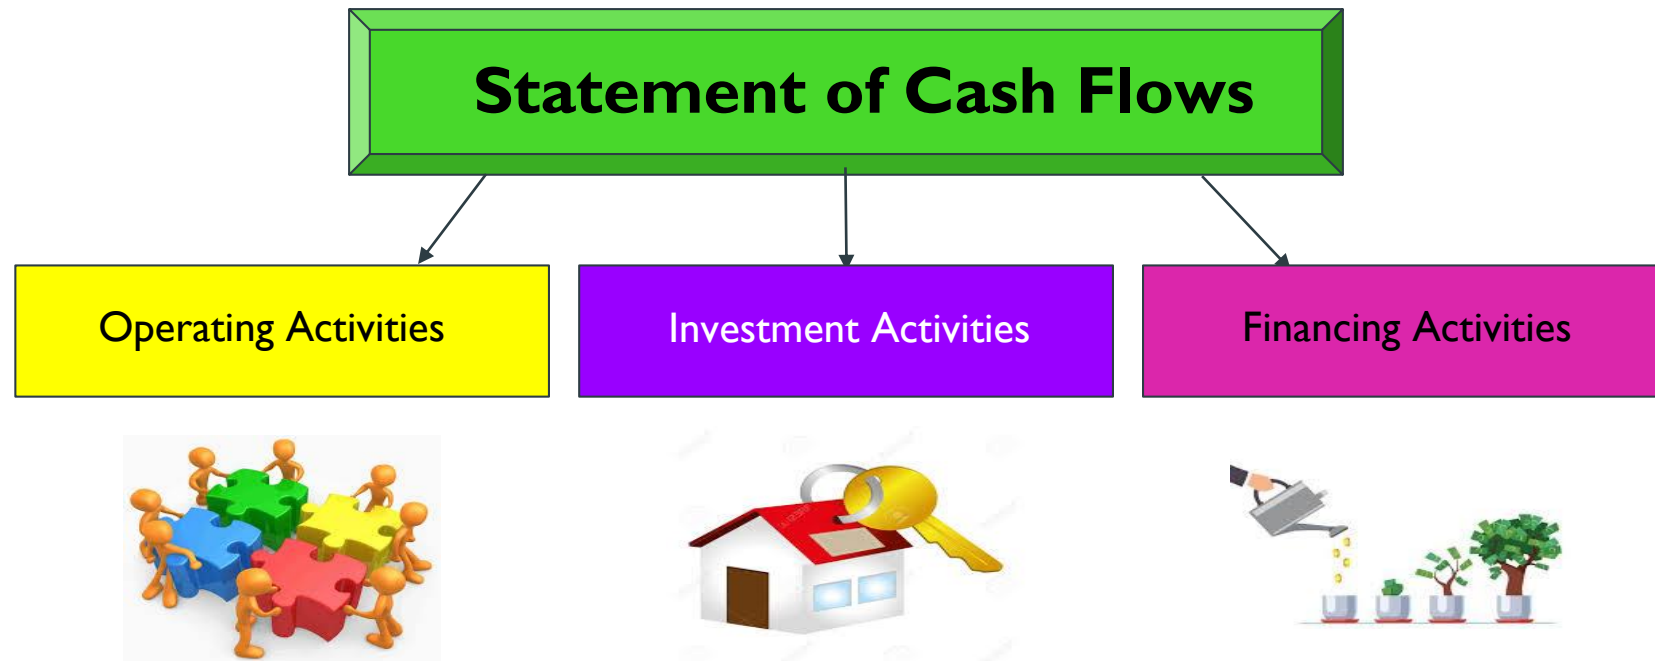 Statement of Cash Flows
Operating Activities
Investment Activities
Financing Activities